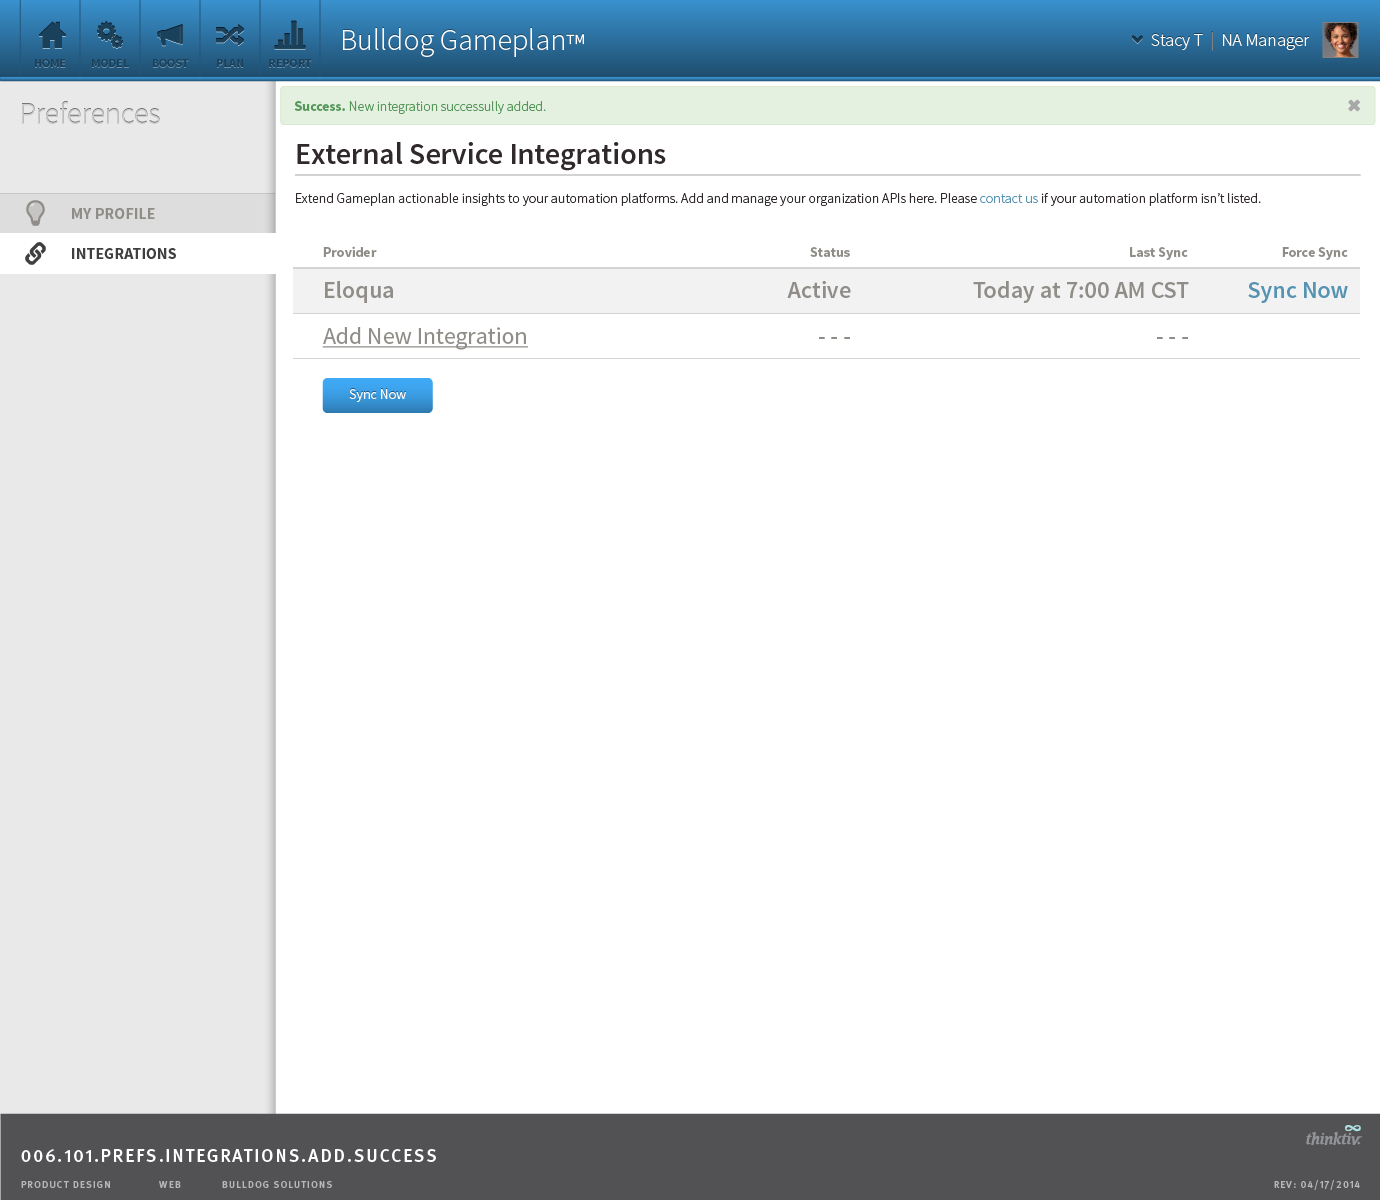 HOME MODEL BOOST PLAN REPORT
Bulldog Gameplan™
Stacy T | NA Manager
Preferences
MY PROFILE
INTEGRATIONS
Success. New integration successully added.
External Service Integrations
Extend Gameplan actionable insights to your automation platforms. Add and manage your organization APIs here. Please contact us if your automation platform isn't listed.
Provider Status Last Sync Force Sync
Eloqua Active Today at 7:00 AM CST Sync Now
Add New Integration - - - - - -
Sync Now
thinktiv.
006.101.PREFS.INTEGRATIONS.ADD.SUCCESS
PRODUCT DESIGN WEB BULLDOG SOLUTIONS REV: 04/17/2014